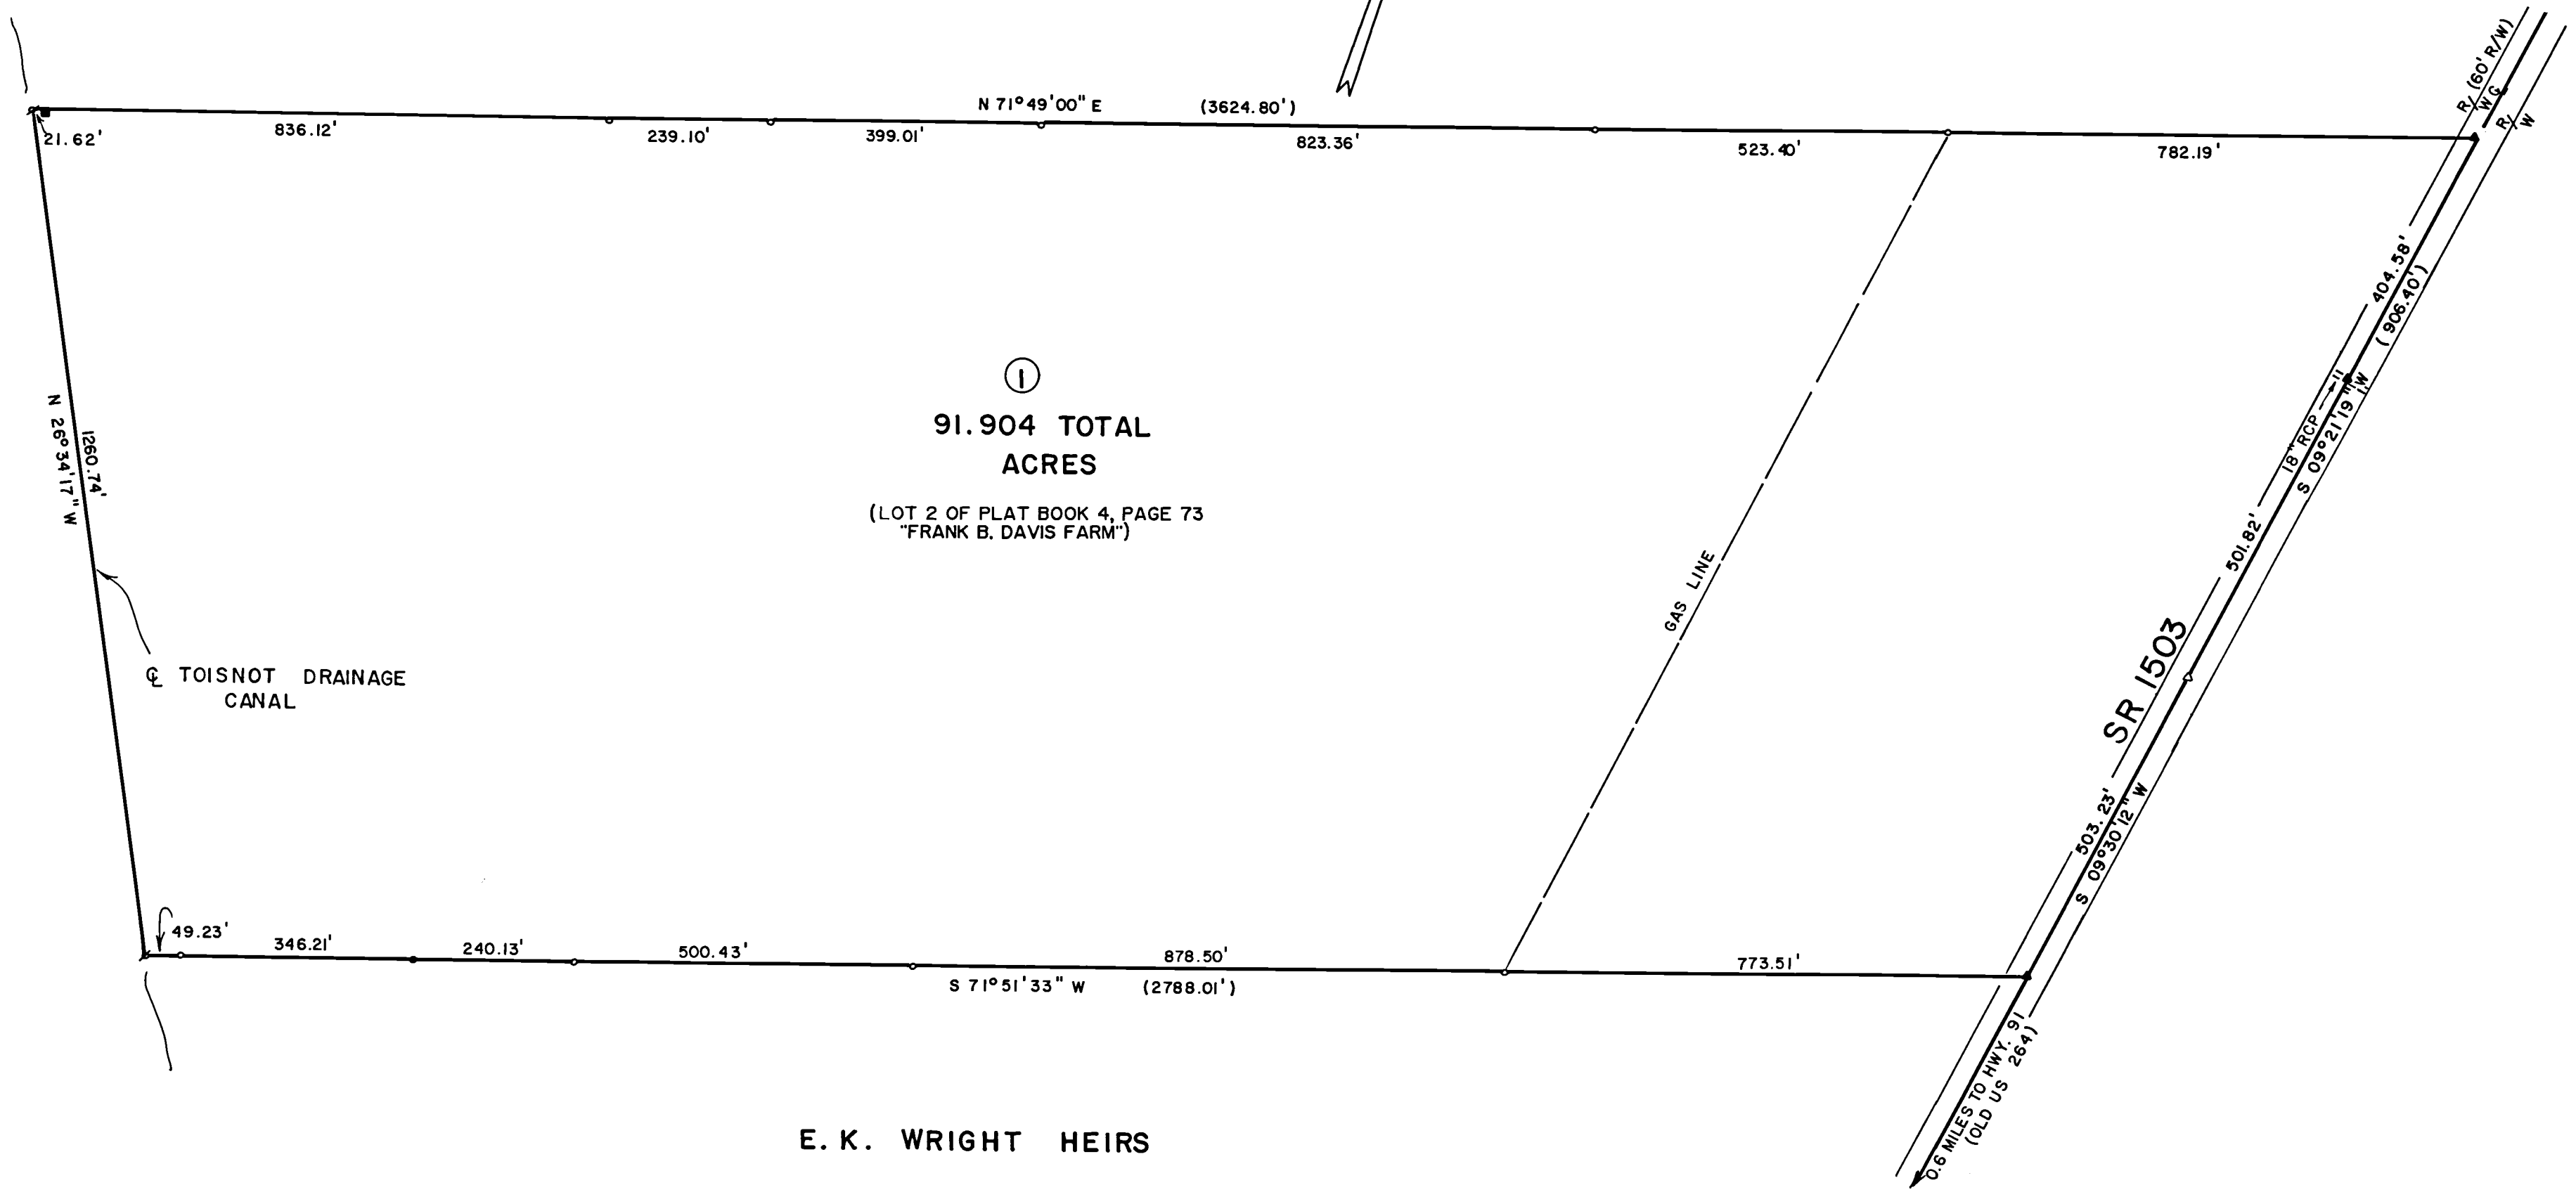 N 71°49'00" E (3624.80')
21.62'
836.12'
239.10'
399.01'
823.36'
523.40'
782.19'
R/W (60' R/W)
R/W
404.58'
(906.40')
18" RCP
S 09°21'19" W
501.82'
SR 1503
503.23'
S 09°30'12" W
0.6 MILES TO HWY. 91
(OLD US 264)
1
91.904 TOTAL
ACRES
(LOT 2 OF PLAT BOOK 4, PAGE 73
"FRANK B. DAVIS FARM")
GAS LINE
N 26°34'17" W
1260.74'
℄ TOISNOT DRAINAGE
CANAL
49.23'
346.21'
240.13'
500.43'
878.50'
773.51'
S 71°51'33" W (2788.01')
E. K. WRIGHT HEIRS